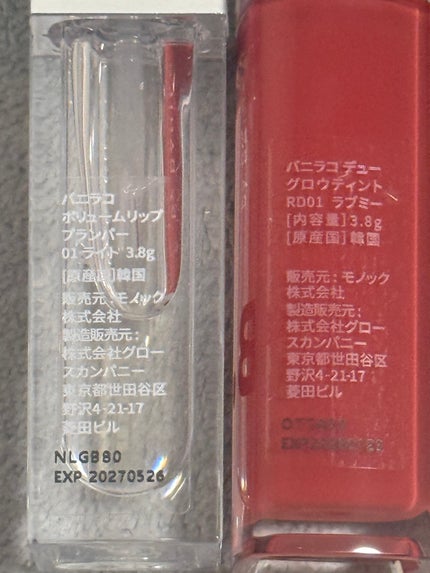 バニラコ
ボリュームリップ
プランパー
01 ライト 3.8g
[原産国]韓国
販売元:モノック
株式会社
製造販売元:
株式会社グロー
スカンパニー
東京都世田谷区
野沢4-21-17
菱田ビル
NLGB80
EXP 20270526
バニラコ デュー
グロウティント
RD01 ラブミー
[内容量]3.8g
[原産国]韓国
販売元:モノック
株式会社
製造販売元:
株式会社グロー
スカンパニー
東京都世田谷区
野沢4-21-17
菱田ビル